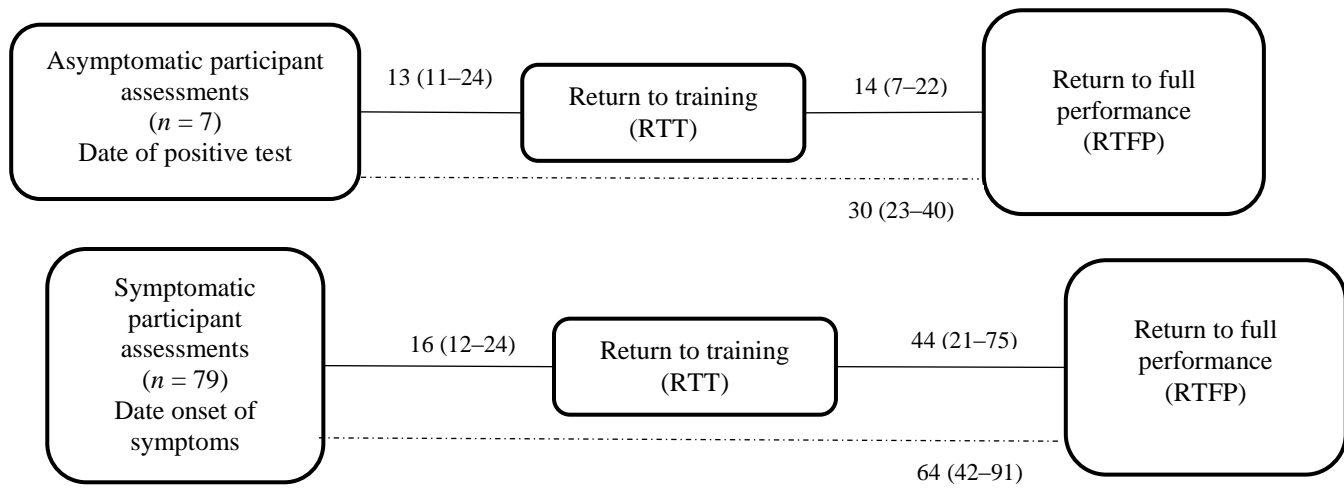 Asymptomatic participant
assessments
(n = 7)
Date of positive test
13 (11–24)
Return to training
(RTT)
14 (7–22)
Return to full
performance
(RTFP)
30 (23–40)
Symptomatic
participant
assessments
(n = 79)
Date onset of
symptoms
16 (12–24)
Return to training
(RTT)
44 (21–75)
Return to full
performance
(RTFP)
64 (42–91)